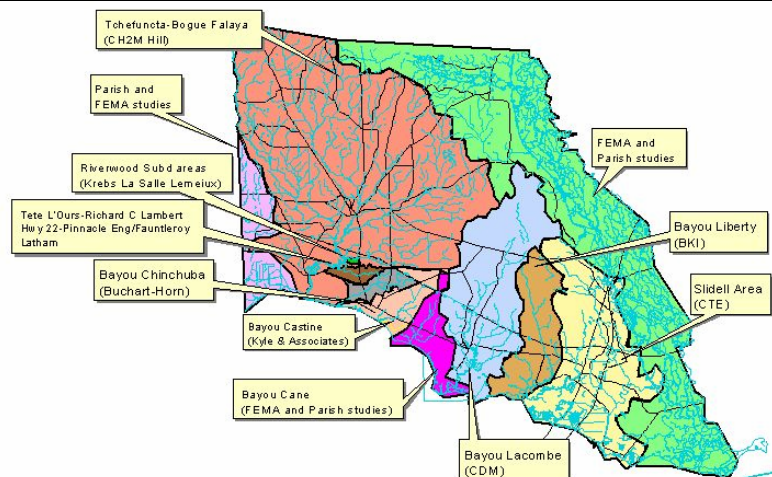 Tchefuncta-Bogue Falaya
(CH2M Hill)
Parish and
FEMA studies
Riverwood Subd areas
(Krebs La Salle Lemeiux)
Tete L'Ours-Richard C Lambert
Hwy 22-Pinnacle Eng/Fauntleroy
Latham
Bayou Chinchuba
(Buchart-Horn)
Bayou Castine
(Kyle & Associates)
Bayou Cane
(FEMA and Parish studies)
Bayou Lacombe
(CDM)
FEMA and
Parish studies
Bayou Liberty
(BKI)
Slidell Area
(CTE)